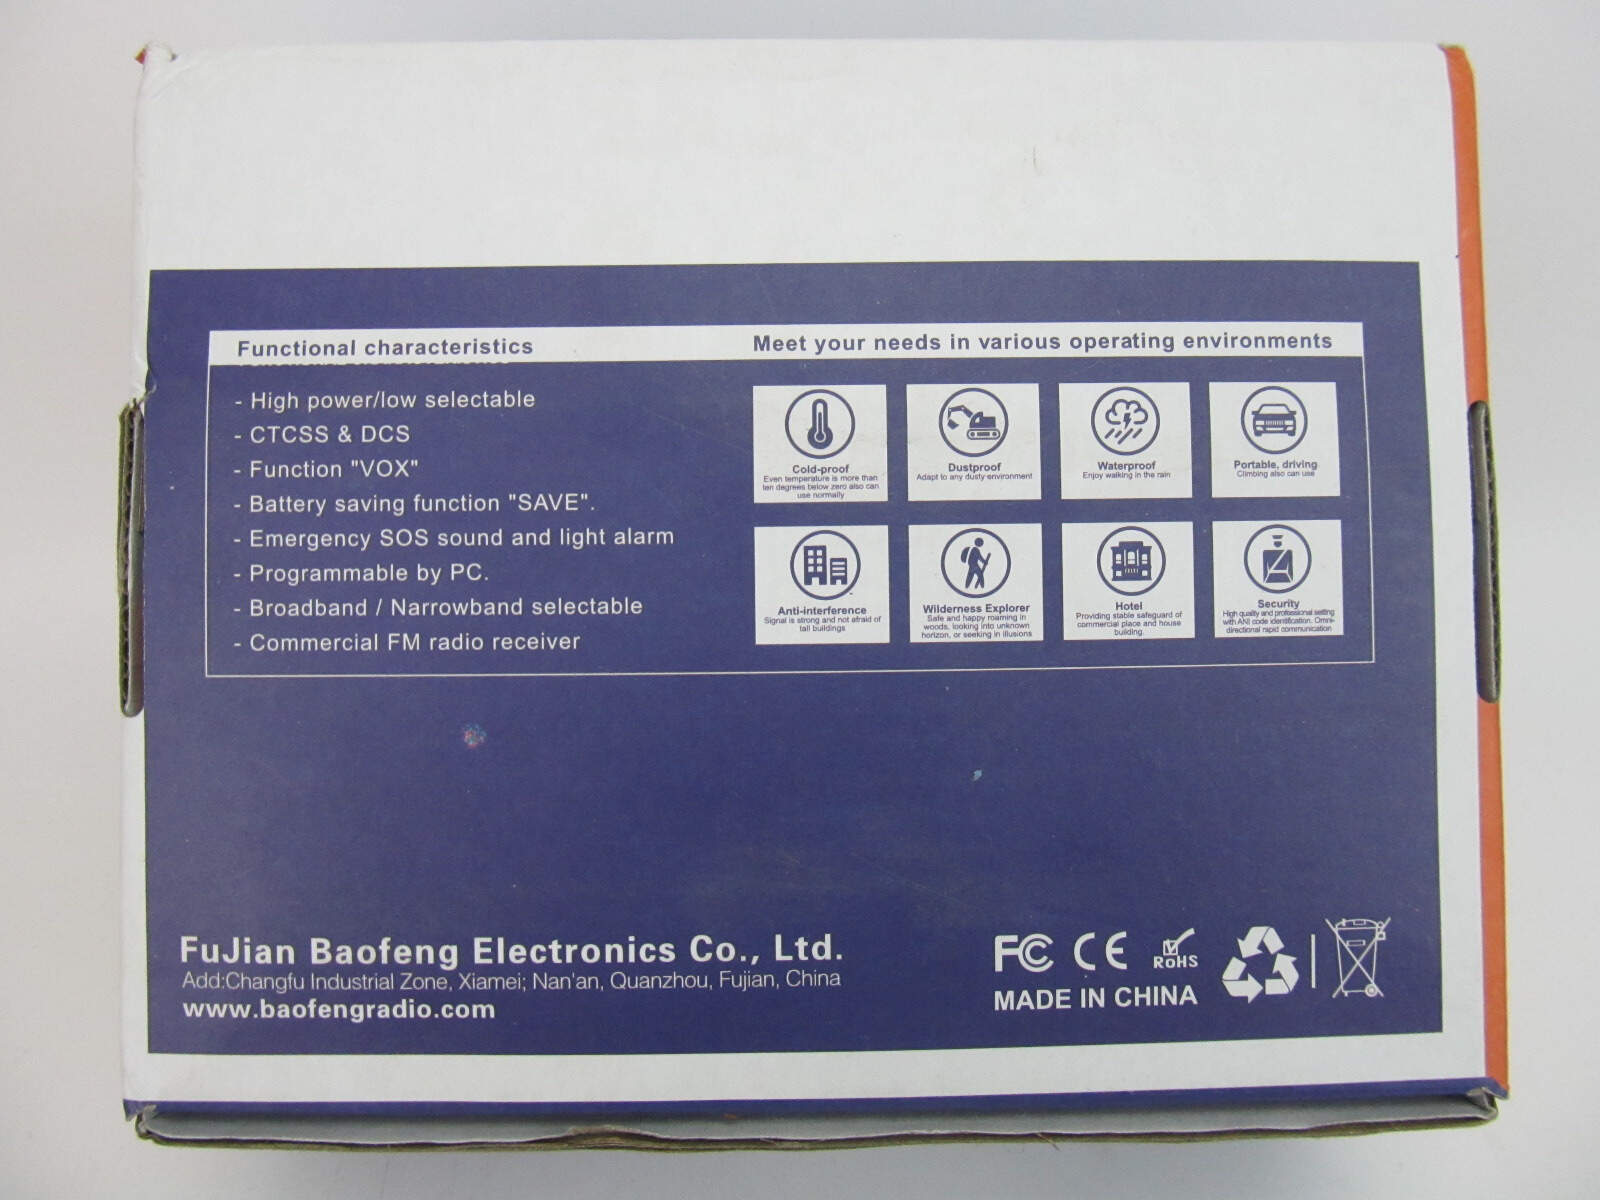 Functional characteristics
- High power/low selectable
- CTCSS & DCS
- Function "VOX"
- Battery saving function "SAVE".
- Emergency SOS sound and light alarm
- Programmable by PC.
- Broadband / Narrowband selectable
- Commercial FM radio receiver
Meet your needs in various operating environments
Cold-proof
Even temperature is more than
ten degrees below zero also can
use normally
Dustproof
Adapt to any dusty environment
Waterproof
Enjoy walking in the rain
Portable, driving
Climbing also can use
Anti-interference
Signal is strong and not afraid of
tall buildings
Wilderness Explorer
Safe and happy roaming in
woods, looking into unknown
horizon, or seeking in illusions
Hotel
Providing stable safeguard of
commercial place and house
building.
Security
High quality and professional setting
with ANI code identification. Omni-
directional rapid communication
FuJian Baofeng Electronics Co., Ltd.
Add:Changfu Industrial Zone, Xiamei; Nan'an, Quanzhou, Fujian, China
www.baofengradio.com
FC CE RoHS
MADE IN CHINA